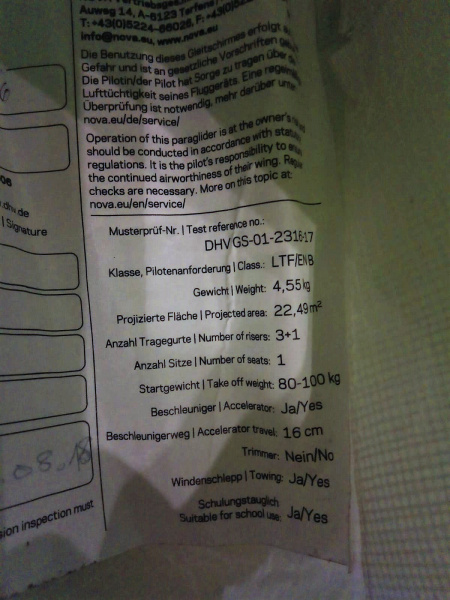 Auweg 14, A-6123 Terfens
T: +43(0)5224-66026, F: +43(0)5
info@nova.eu, www.nova.eu
Die Benutzung dieses Gleitschirmes erfolgt
Gefahr und ist an gesetzliche Vorschriften
Die Pilotin/der Pilot hat Sorge zu tragen über
Lufttüchtigkeit seines Fluggeräts. Eine
Überprüfung ist notwendig, mehr darüber
nova.eu/de/service/
Operation of this paraglider is at the owner's
should be conducted in accordance with
regulations. It is the pilot's responsibility to
the continued airworthiness of their wing.
checks are necessary. More on this topic at
nova.eu/en/service/
Musterprüf-Nr. | Test reference no.:
DHV GS-01-2316-17
Klasse, Pilotenanforderung | Class.: LTF/EN B
Gewicht | Weight: 4,55 kg
Projizierte Fläche | Projected area: 22,49 m²
Anzahl Tragegurte | Number of risers: 3+1
Anzahl Sitze | Number of seats: 1
Startgewicht | Take off weight: 80-100 kg
Beschleuniger | Accelerator: Ja/Yes
Beschleunigerweg | Accelerator travel: 16 cm
Trimmer: Nein/No
Windenschlepp | Towing: Ja/Yes
Schulungstauglich
Suitable for school use: Ja/Yes
.dhv.de
| Signature
.08.18
inspection must